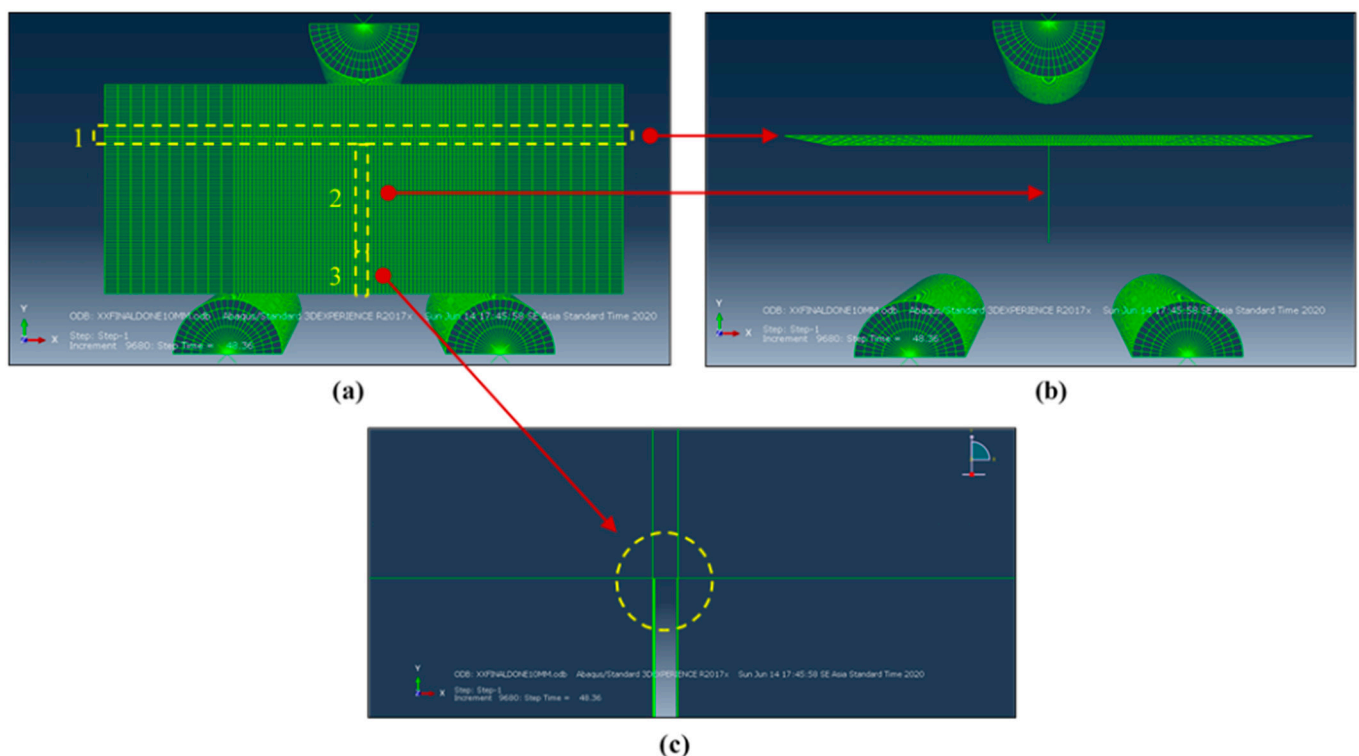 1
2
3
Y
X
ODB: XXFINALDONE10MM.odb Abaqus/Standard 3DEXPERIENCE R2017x Sun Jun 14 17:45:58 SE Asia Standard Time 2020
Step: Step-1
Increment 9680: Step Time = 48.36
(a)
Y
X
ODB: XXFINALDONE10MM.odb Abaqus/Standard 3DEXPERIENCE R2017x Sun Jun 14 17:45:58 SE Asia Standard Time 2020
Step: Step-1
Increment 9680: Step Time = 48.36
(b)
Y
Z
X
ODB: XXFINALDONE10MM.odb Abaqus/Standard 3DEXPERIENCE R2017x Sun Jun 14 17:45:58 SE Asia Standard Time 2020
Step: Step-1
Increment 9680: Step Time = 48.36
(c)